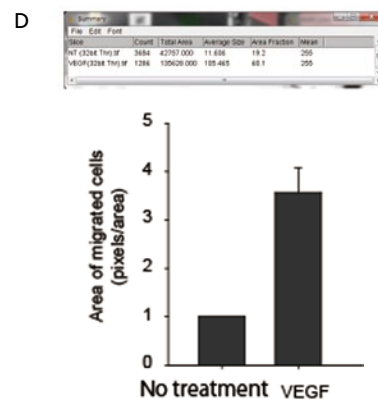 D
Summary
File Edit Font
Slice Count Total Area Average Size Area Fraction Mean
NT (32bit Thr).tif 3684 42757.000 11.606 19.2 255
VEGF(32bit Thr).tif 1286 135628.000 105.465 60.1 255
5
4
3
2
1
0
Area of migrated cells
(pixels/area)
No treatment VEGF